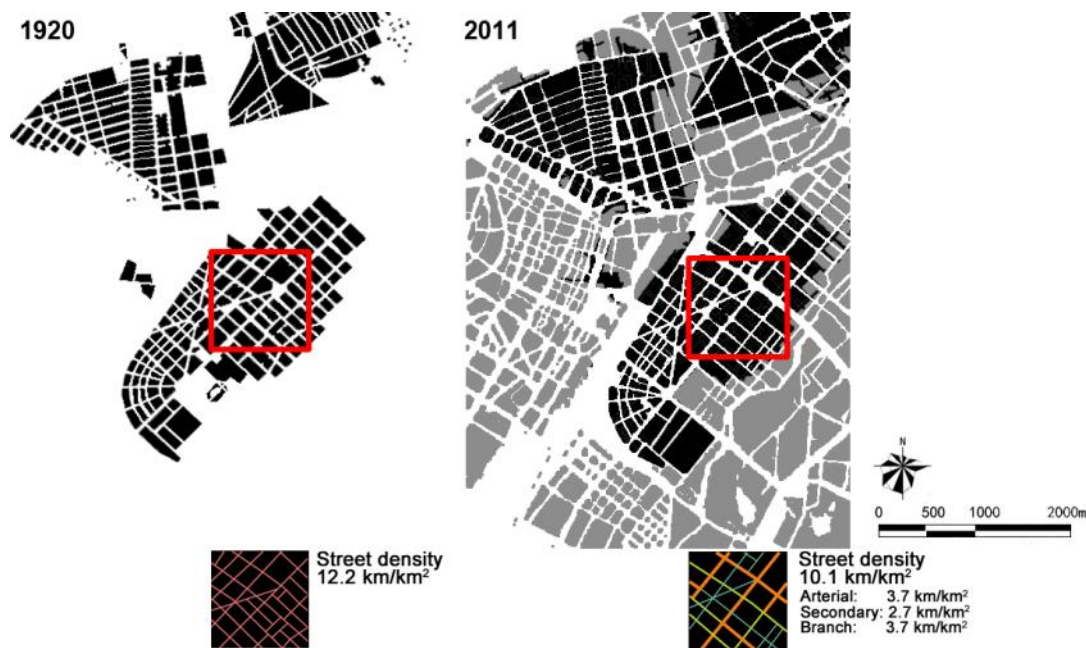 1920
2011
N
0 500 1000 2000m
Street density
12.2 km/km²
Street density
10.1 km/km²
Arterial: 3.7 km/km²
Secondary: 2.7 km/km²
Branch: 3.7 km/km²